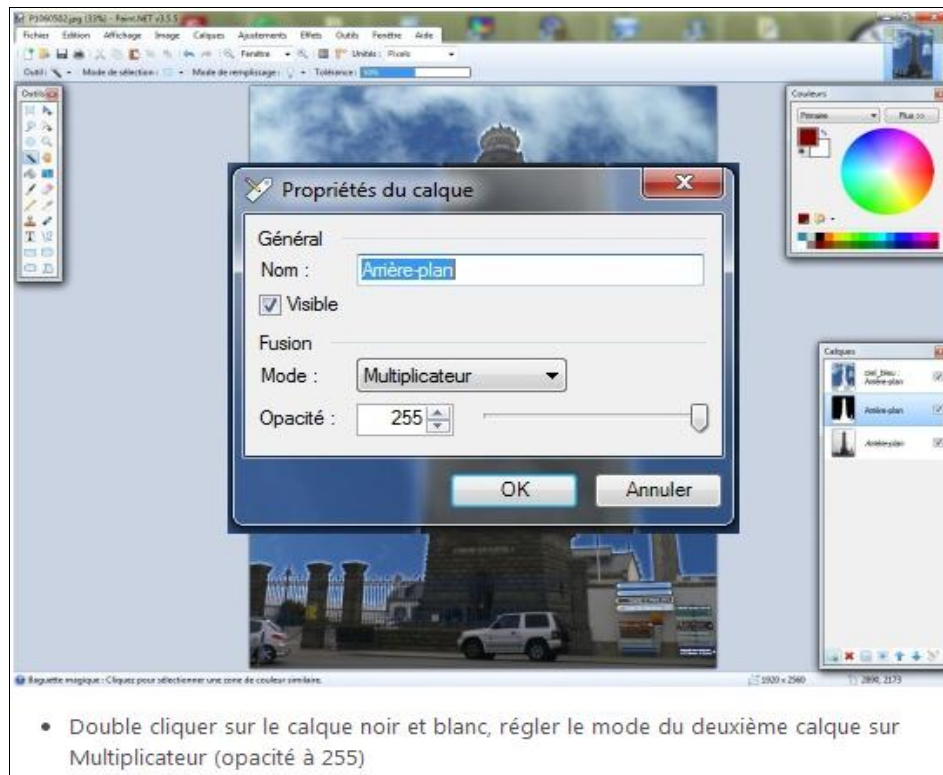 P1060502.jpg (33%) - Paint.NET v3.5.5
Fichier Edition Affichage Image Calques Ajustements Effets Outils Fenêtre Aide
Fenêtre Unités : Pixels
Outil : Mode de sélection : Mode de remplissage : Tolérance : 50%
Outils
Couleurs
Primaire Plus >>
Propriétés du calque
Général
Nom : Arrière-plan
Visible
Fusion
Mode : Multiplicateur
Opacité : 255
OK Annuler
Calques
ciel_bleu :
Arrière-plan
Arrière-plan
Arrière-plan
Baguette magique : Cliquez pour sélectionner une zone de couleur similaire.
1920 x 2560
2890, 2173
• Double cliquer sur le calque noir et blanc, régler le mode du deuxième calque sur
Multiplicateur (opacité à 255)